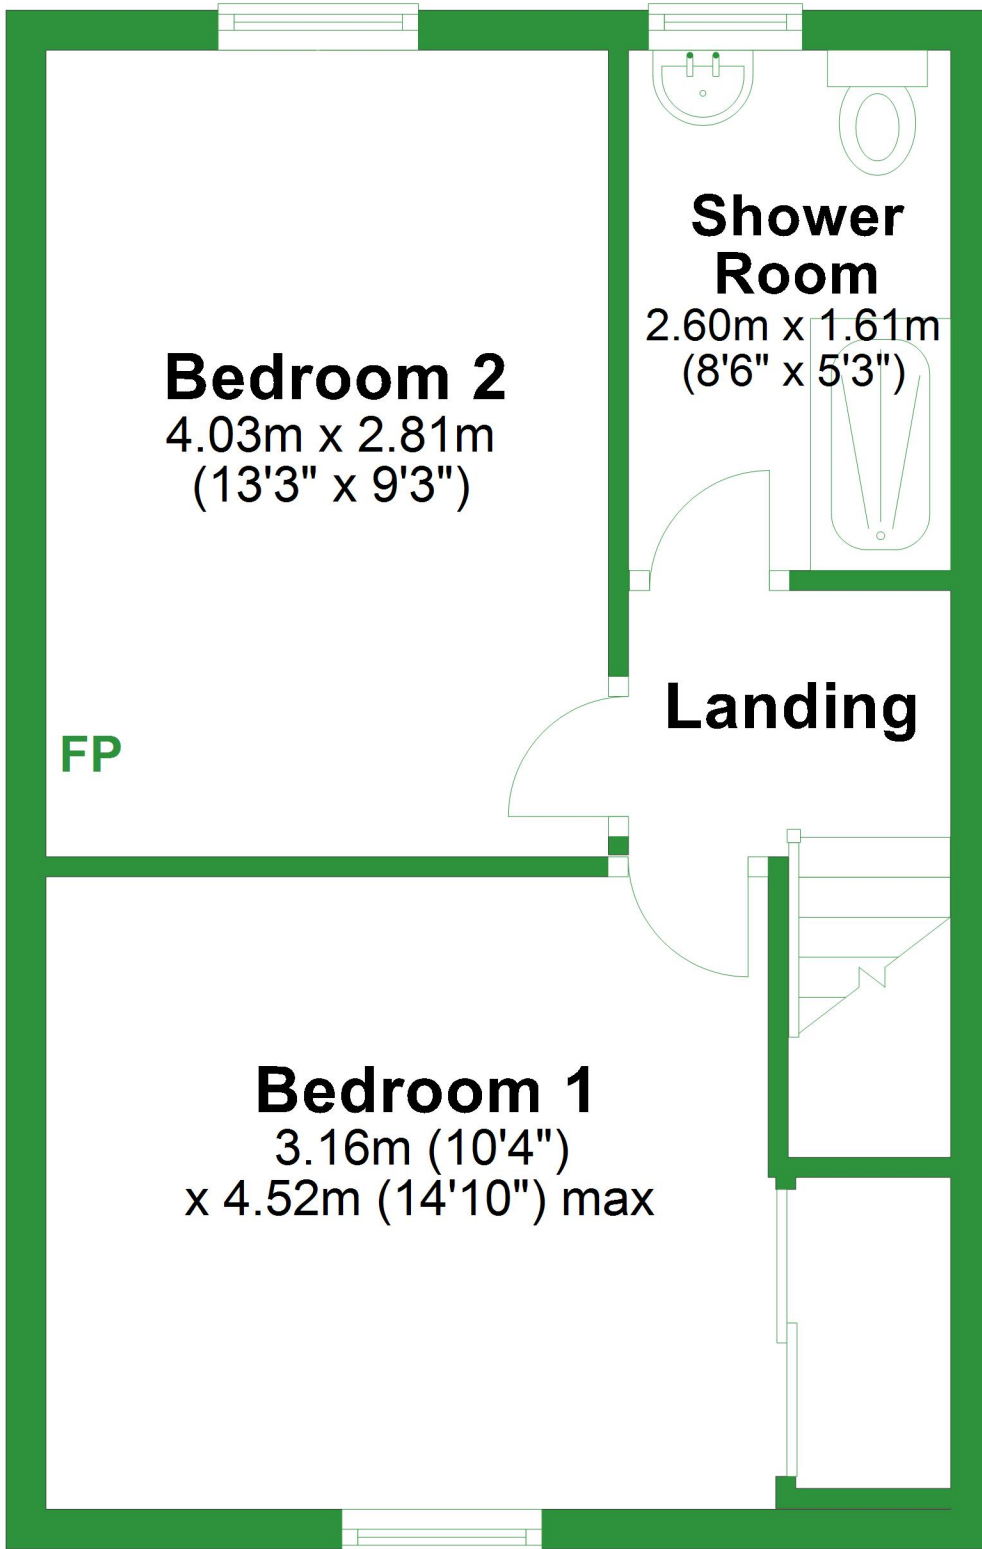 Shower
Room
2.60m x 1.61m
(8'6" x 5'3")
Bedroom 2
4.03m x 2.81m
(13'3" x 9'3")
Landing
FP
Bedroom 1
3.16m (10'4")
x 4.52m (14'10") max